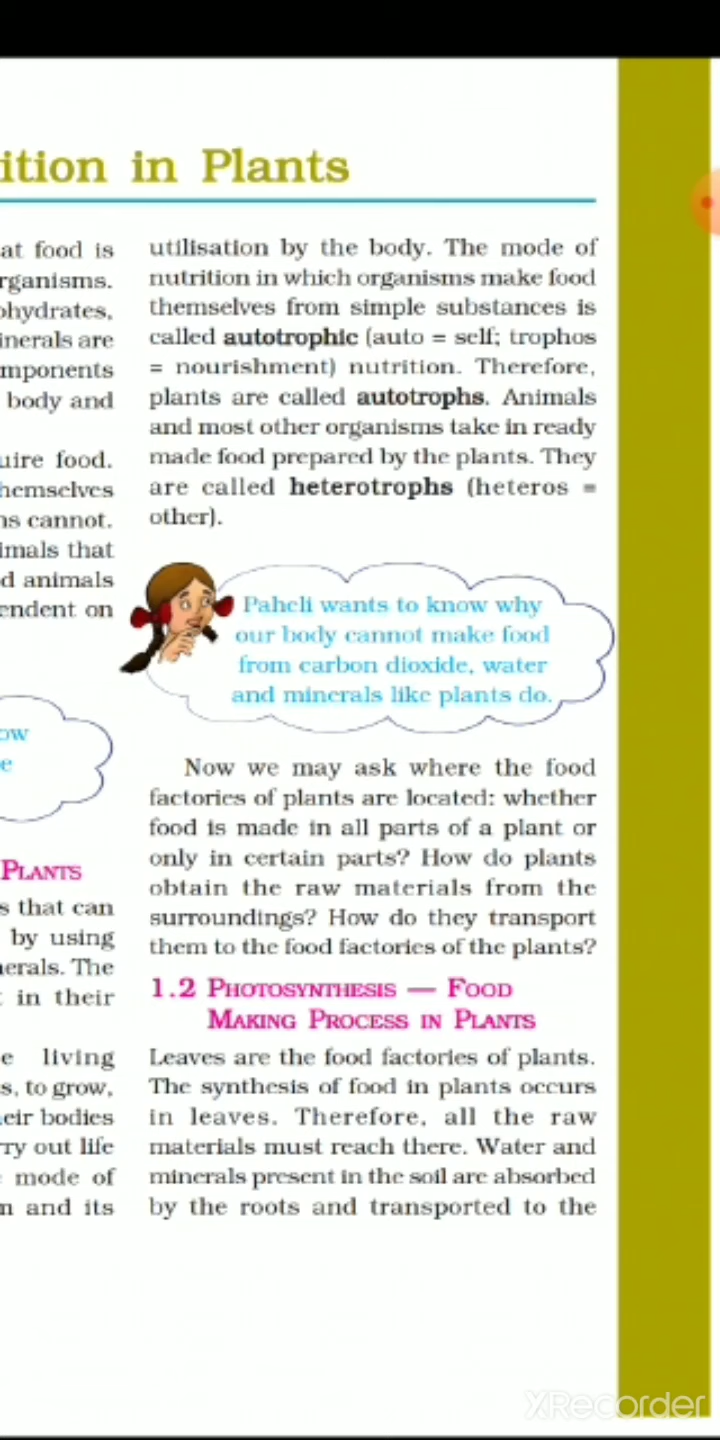 ition in Plants
at food is
rganisms.
ohydrates,
inerals are
mponents
body and
uire food.
hemselves
ns cannot.
imals that
d animals
endent on
ow
e
PLANTS
s that can
by using
nerals. The
t in their
e living
s, to grow,
heir bodies
rry out life
e mode of
n and its
utilisation by the body. The mode of
nutrition in which organisms make food
themselves from simple substances is
called autotrophic (auto = self; trophos
= nourishment) nutrition. Therefore,
plants are called autotrophs. Animals
and most other organisms take in ready
made food prepared by the plants. They
are called heterotrophs (heteros =
other).
Paheli wants to know why
our body cannot make food
from carbon dioxide, water
and minerals like plants do.
Now we may ask where the food
factories of plants are located: whether
food is made in all parts of a plant or
only in certain parts? How do plants
obtain the raw materials from the
surroundings? How do they transport
them to the food factories of the plants?
1.2 PHOTOSYNTHESIS — FOOD
MAKING PROCESS IN PLANTS
Leaves are the food factories of plants.
The synthesis of food in plants occurs
in leaves. Therefore, all the raw
materials must reach there. Water and
minerals present in the soil are absorbed
by the roots and transported to the
XRecorder